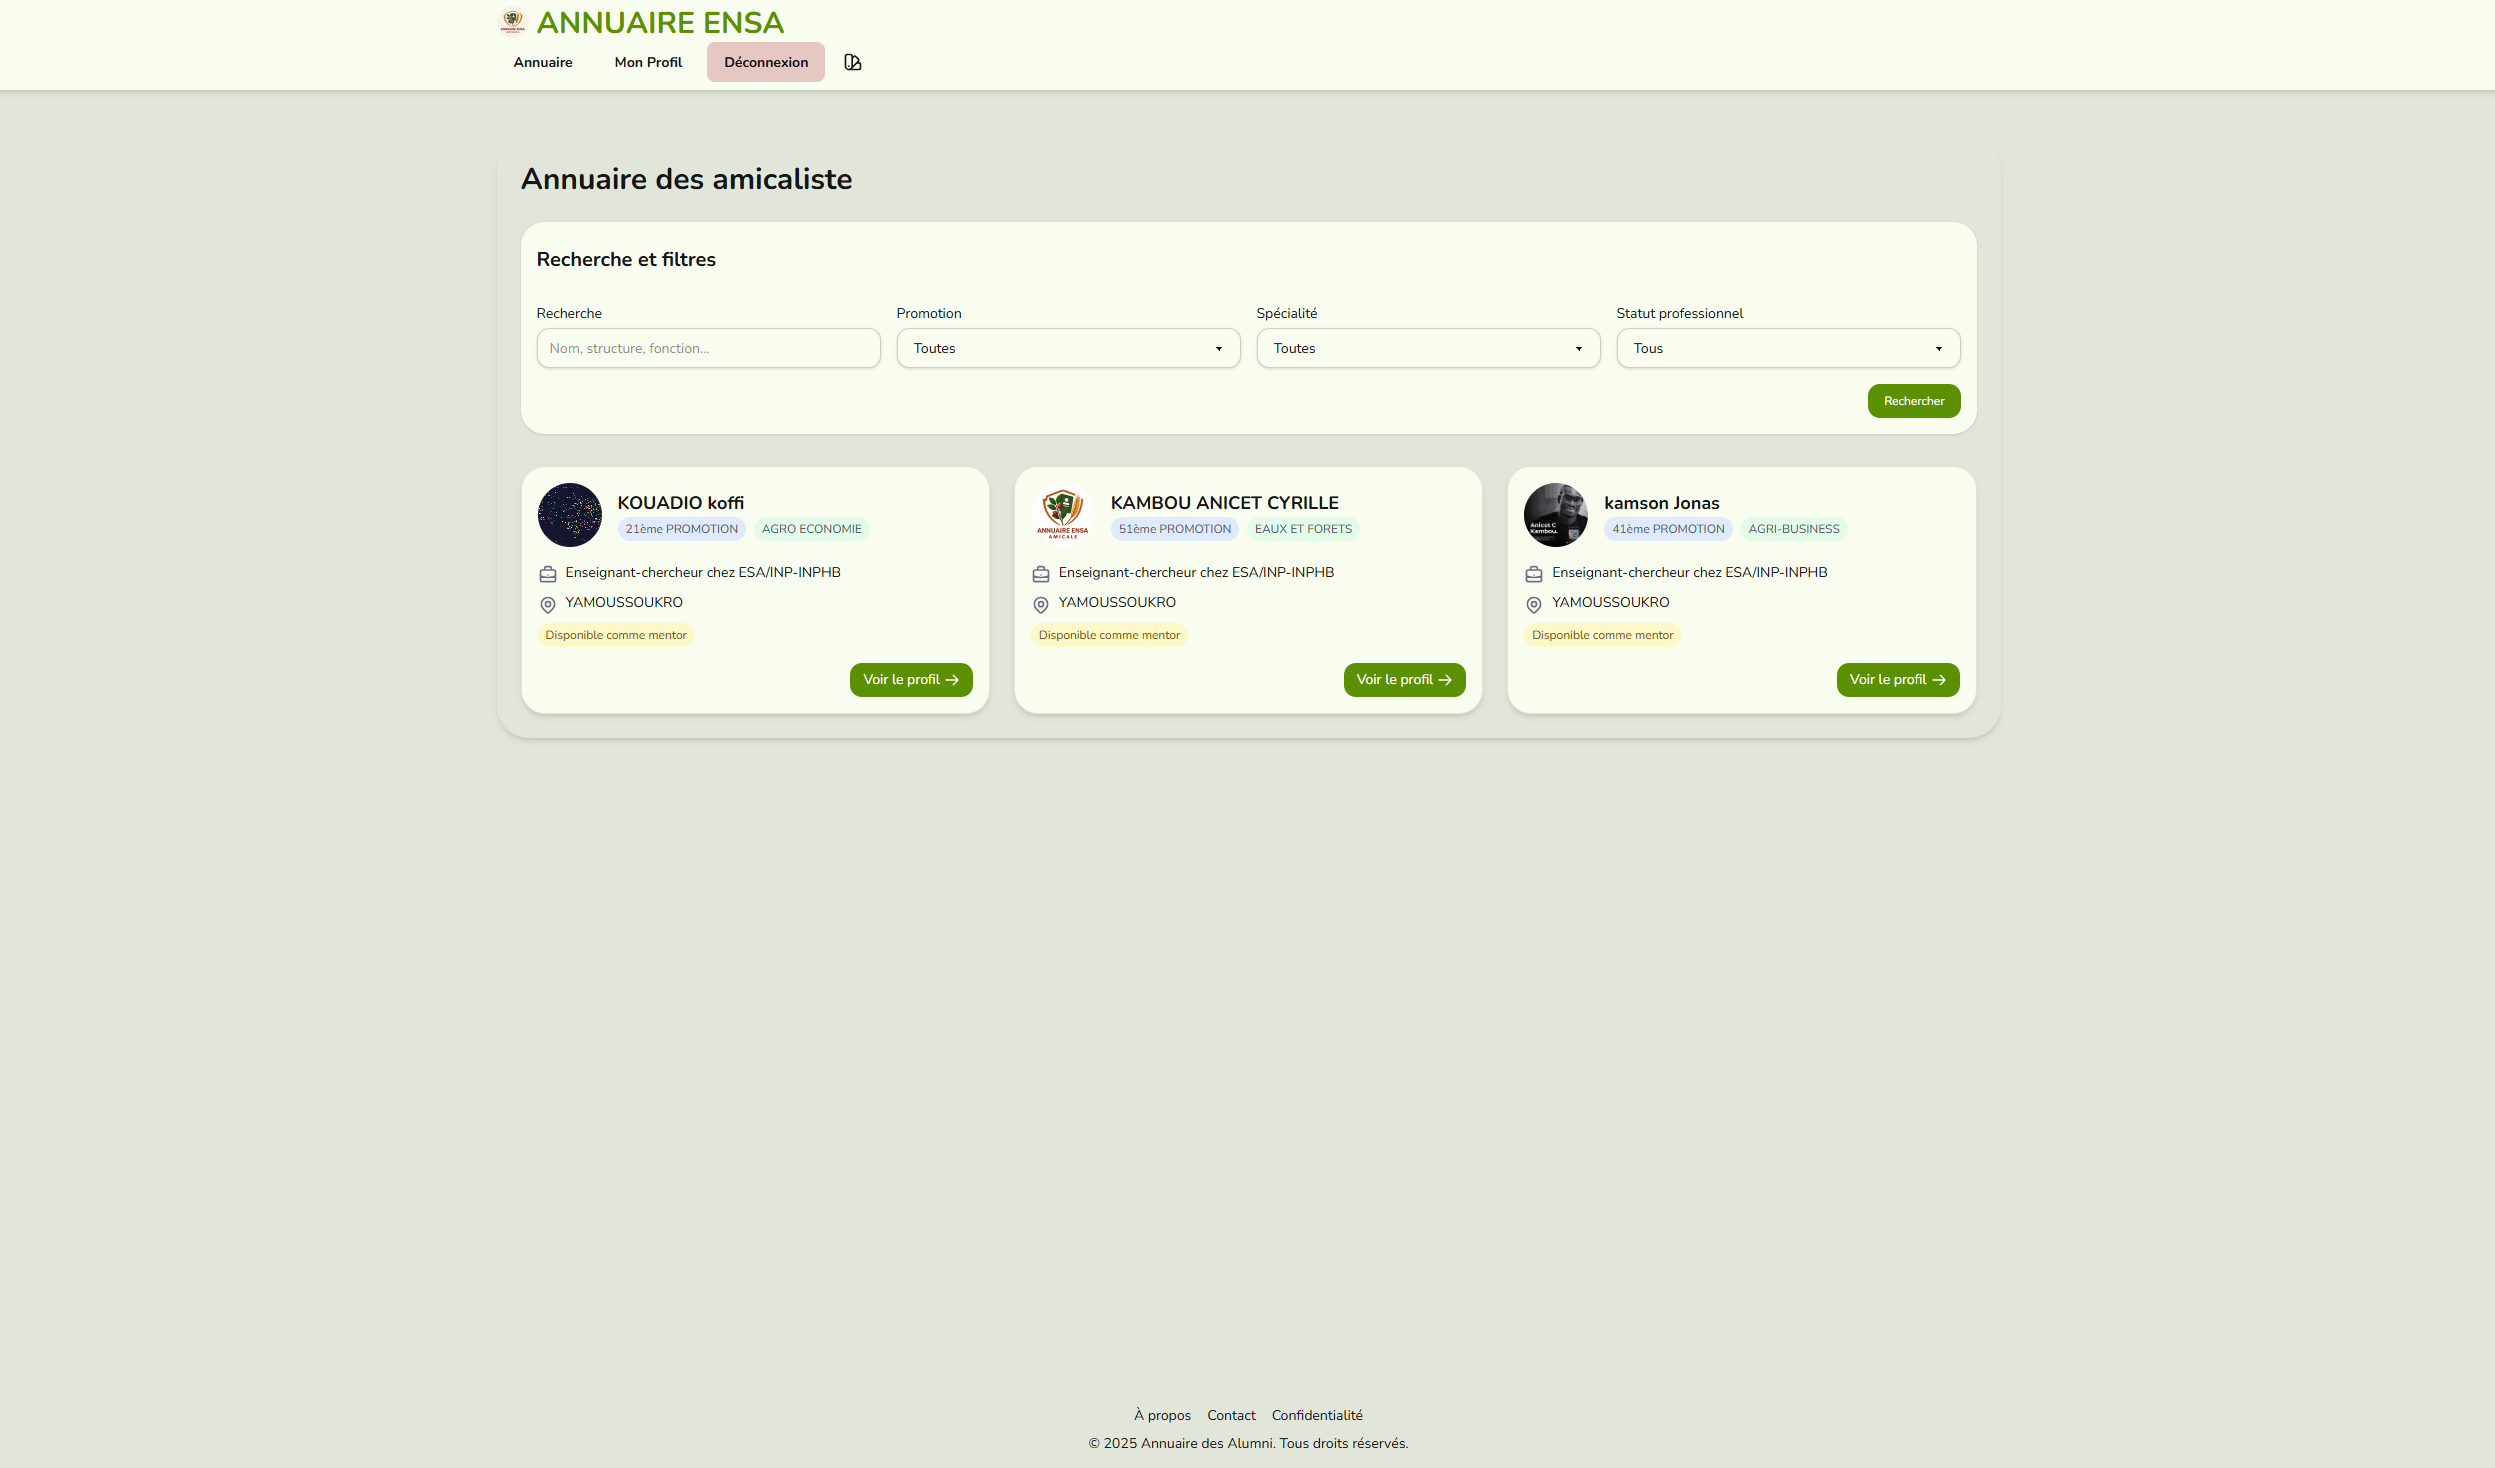 ANNUAIRE ENSA
Annuaire Mon Profil Déconnexion
Annuaire des amicaliste
Recherche et filtres
Recherche
Nom, structure, fonction...
Promotion
Toutes
Spécialité
Toutes
Statut professionnel
Tous
Rechercher
KOUADIO koffi
21ème PROMOTION AGRO ECONOMIE
Enseignant-chercheur chez ESA/INP-INPHB
YAMOUSSOUKRO
Disponible comme mentor
Voir le profil
ANNUAIRE ENSA
AMICALE
KAMBOU ANICET CYRILLE
51ème PROMOTION EAUX ET FORETS
Enseignant-chercheur chez ESA/INP-INPHB
YAMOUSSOUKRO
Disponible comme mentor
Voir le profil
Anicet C
Kambou.
kamson Jonas
41ème PROMOTION AGRI-BUSINESS
Enseignant-chercheur chez ESA/INP-INPHB
YAMOUSSOUKRO
Disponible comme mentor
Voir le profil
À propos Contact Confidentialité
© 2025 Annuaire des Alumni. Tous droits réservés.